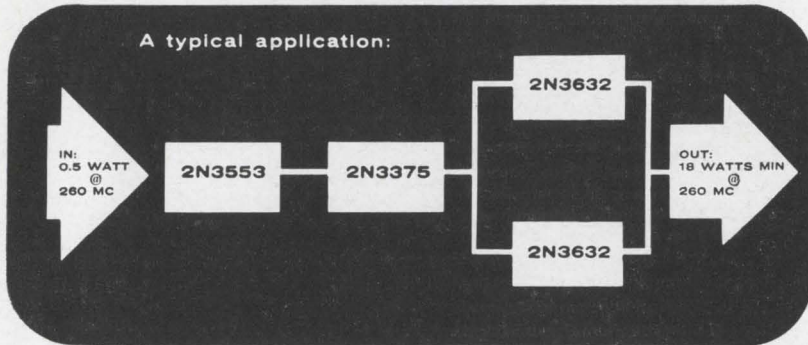 A typical application:
IN:
0.5 WATT
@
260 MC
2N3553
2N3375
2N3632
2N3632
OUT:
18 WATTS MIN
@
260 MC